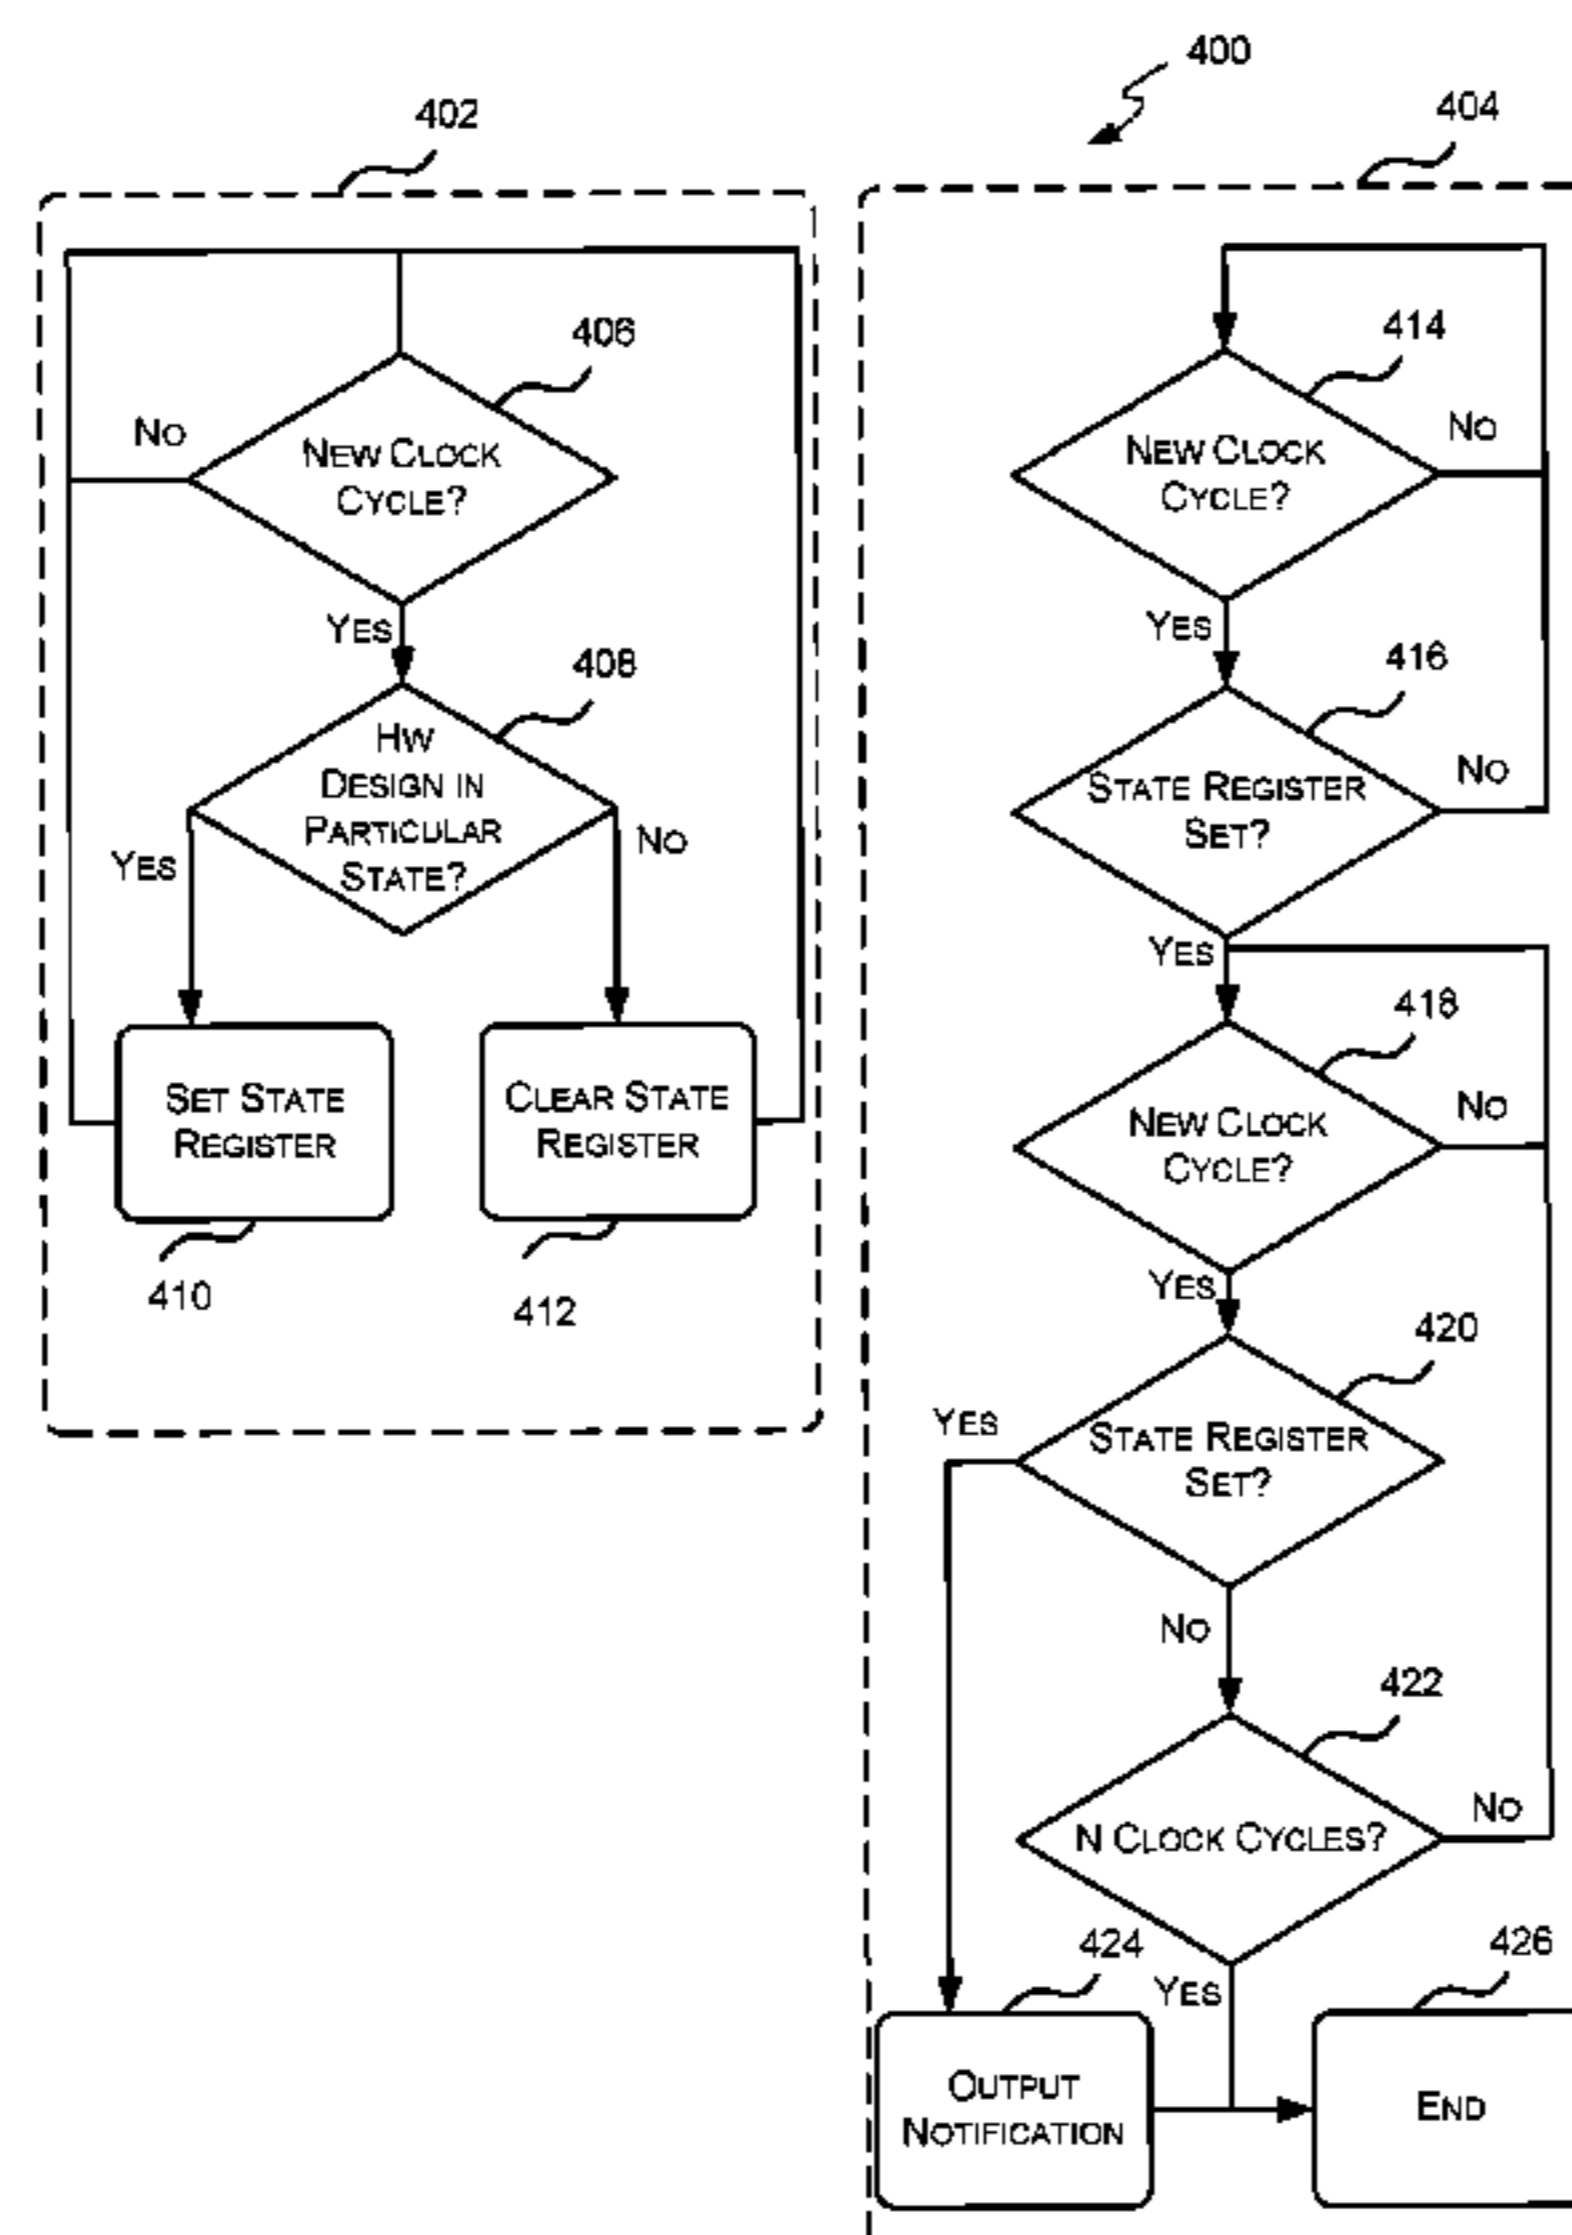 400
402
404
406
NO
NEW CLOCK
CYCLE?
YES
408
HW
DESIGN IN
PARTICULAR
STATE?
YES
NO
SET STATE
REGISTER
CLEAR STATE
REGISTER
410
412
414
NEW CLOCK
CYCLE?
NO
YES
416
STATE REGISTER
SET?
NO
YES
418
NEW CLOCK
CYCLE?
NO
YES
420
YES
STATE REGISTER
SET?
NO
422
N CLOCK CYCLES?
NO
YES
424
426
OUTPUT
NOTIFICATION
END